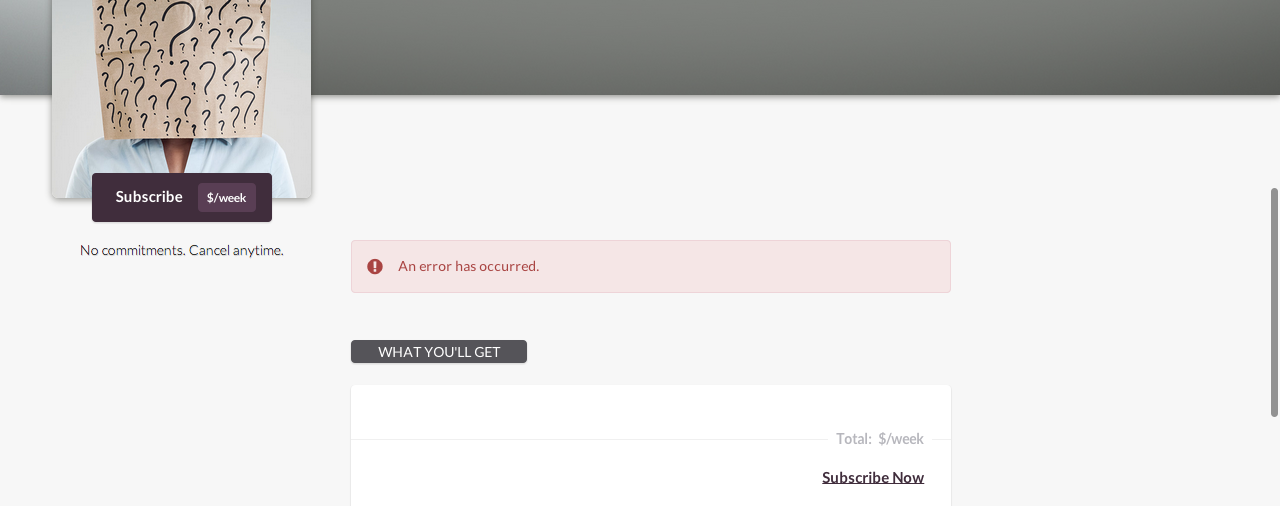 Subscribe $/week
No commitments. Cancel anytime.
An error has occurred.
WHAT YOU'LL GET
Total: $/week
Subscribe Now